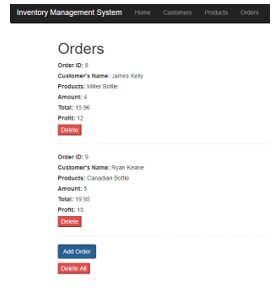 Inventory Management System Home Customers Products Orders
Orders
Order ID: 8
Customer's Name: James Kelly
Products: Miller Bottle
Amount: 4
Total: 15.96
Profit: 12
Delete
Order ID: 9
Customer's Name: Ryan Keane
Products: Canadian Bottle
Amount: 5
Total: 19.95
Profit: 15
Delete
Add Order
Delete All